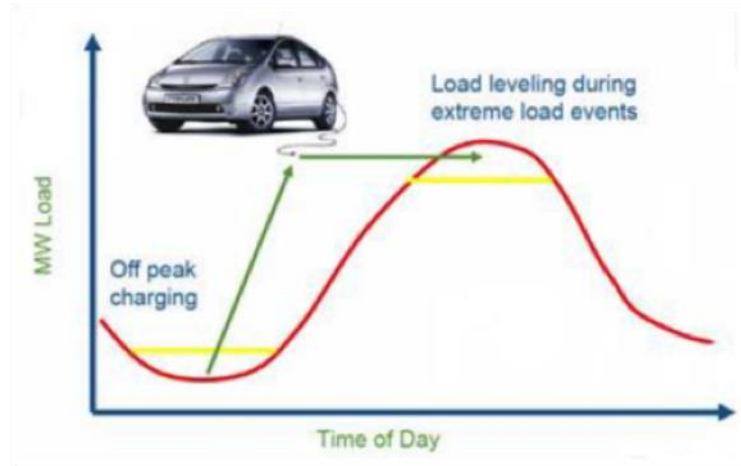 Load leveling during
extreme load events
MW Load
Off peak
charging
Time of Day